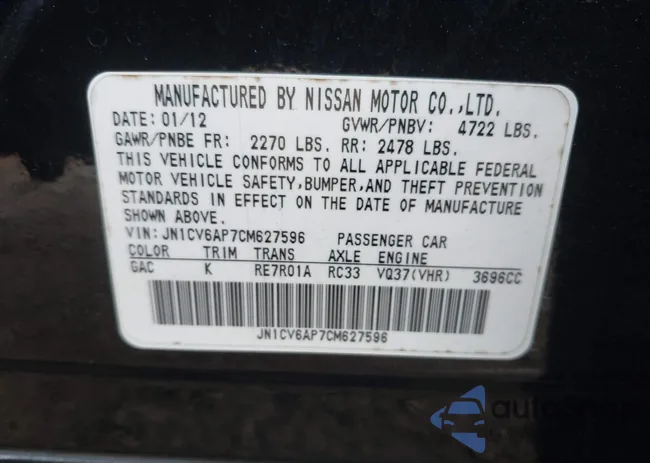 MANUFACTURED BY NISSAN MOTOR CO.,LTD.
DATE: 01/12 GVWR/PNBV: 4722 LBS.
GAWR/PNBE FR: 2270 LBS. RR: 2478 LBS.
THIS VEHICLE CONFORMS TO ALL APPLICABLE FEDERAL
MOTOR VEHICLE SAFETY,BUMPER,AND THEFT PREVENTION
STANDARDS IN EFFECT ON THE DATE OF MANUFACTURE
SHOWN ABOVE.
VIN: JN1CV6AP7CM627596 PASSENGER CAR
COLOR TRIM TRANS AXLE ENGINE
GAC K RE7R01A RC33 VQ37(VHR) 3696CC
JN1CV6AP7CM627596